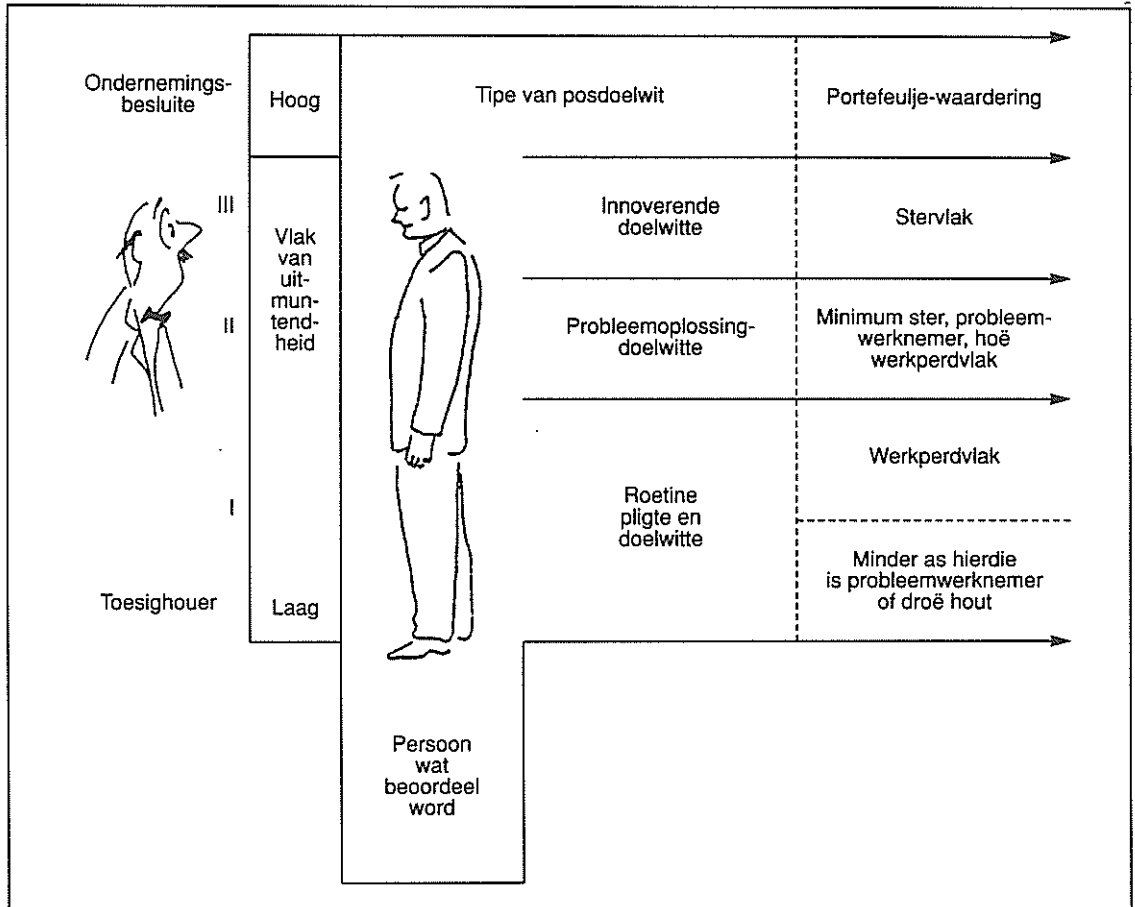 Ondernemings-
besluite
Hoog
Tipe van posdoelwit
Portefeulje-waardering
III
II
I
Vlak
van
uit-
mun-
tend-
heid
Innoverende
doelwitte
Stervlak
Probleemoplossing-
doelwitte
Minimum ster, probleem-
werknemer, hoë
werkperdvlak
Roetine
pligte en
doelwitte
Werkperdvlak
Minder as hierdie
is probleemwerknemer
of droë hout
Toesighouer
Laag
Persoon
wat
beoordeel
word